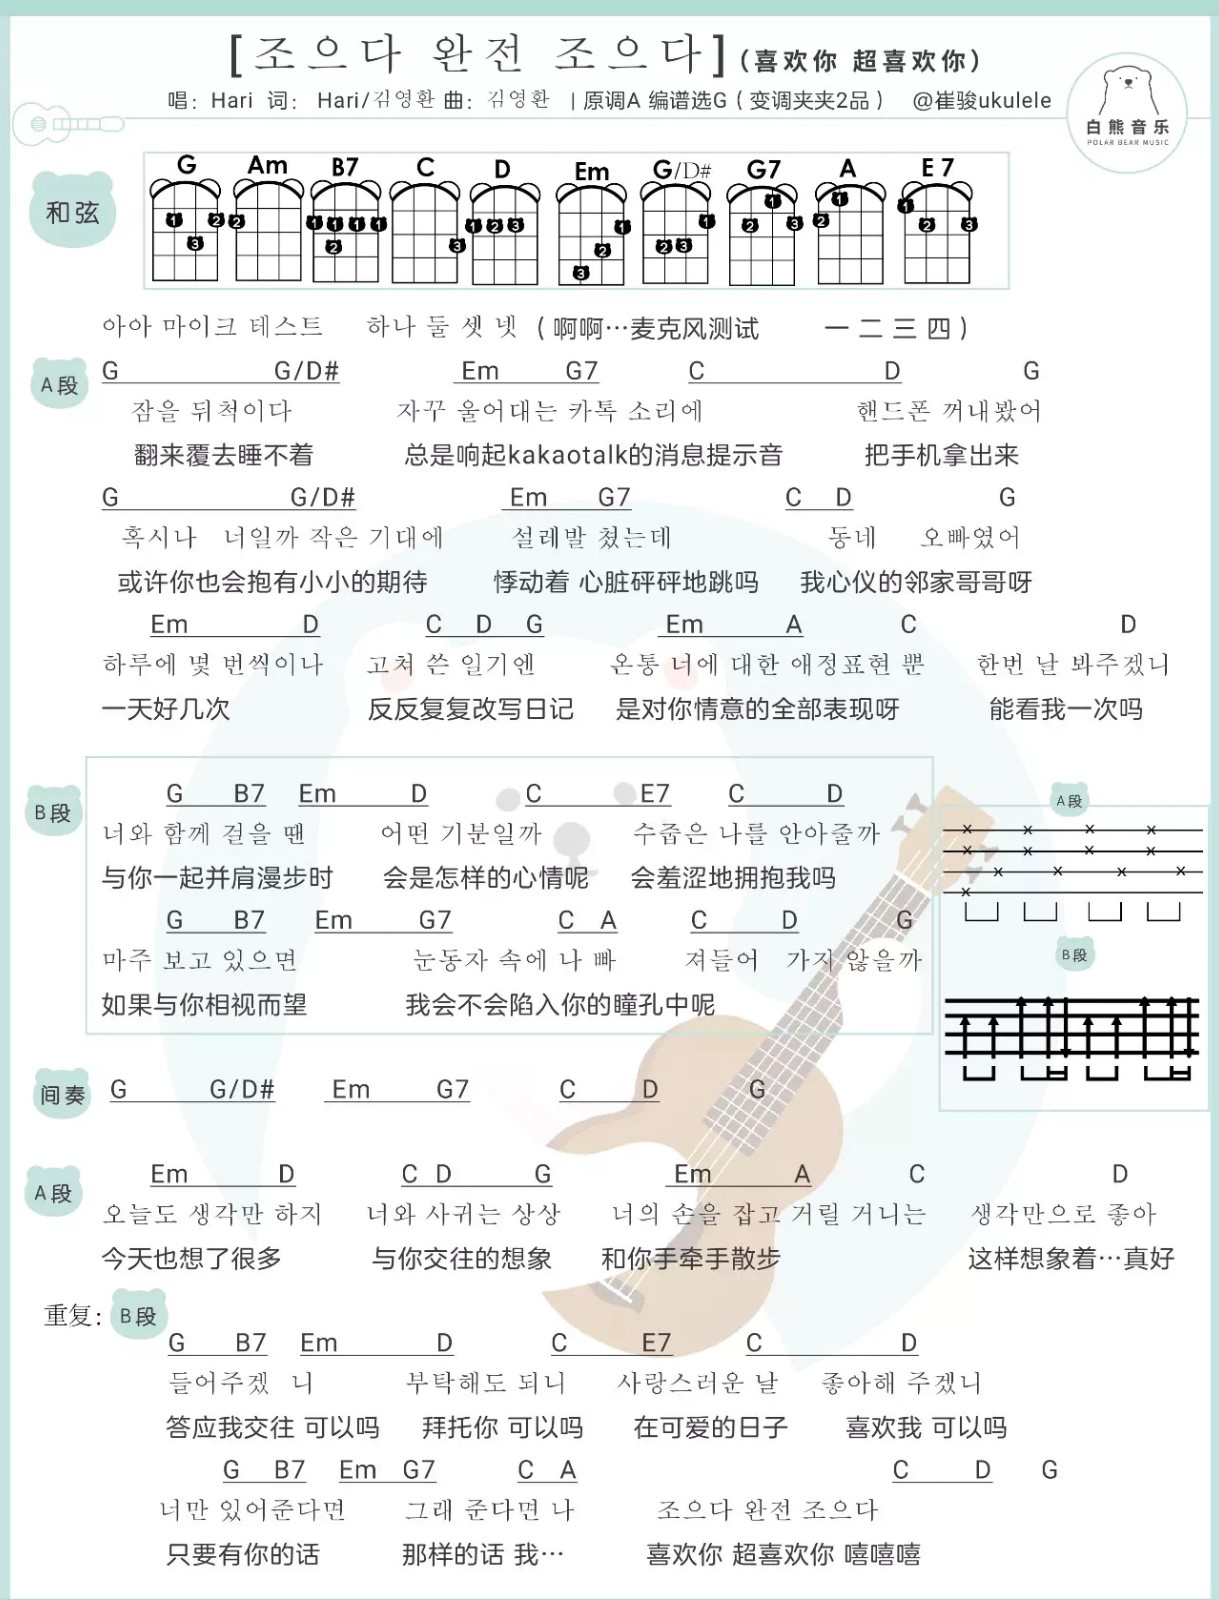 [조으다 완전 조으다](喜欢你 超喜欢你)
唱：Hari 词：Hari/김영환 曲：김영환 | 原调A 编谱选G（变调夹夹2品） @崔骏ukulele
白熊音乐
POLAR BEAR MUSIC
和弦
G Am B7 C D Em G/D# G7 A E7
아아 마이크 테스트 하나 둘 셋 넷（啊啊…麦克风测试 一 二 三 四）
A段
G G/D# Em G7 C D G
잠을 뒤척이다 자꾸 울어대는 카톡 소리에 핸드폰 꺼내봤어
翻来覆去睡不着 总是响起kakaotalk的消息提示音 把手机拿出来
G G/D# Em G7 C D G
혹시나 너일까 작은 기대에 설레발 쳤는데 동네 오빠였어
或许你也会抱有小小的期待 悸动着 心脏砰砰地跳吗 我心仪的邻家哥哥呀
Em D C D G Em A C D
하루에 몇 번씩이나 고쳐 쓴 일기엔 온통 너에 대한 애정표현 뿐 한번 날 봐주겠니
一天好几次 反反复复改写日记 是对你情意的全部表现呀 能看我一次吗
B段
G B7 Em D C E7 C D
너와 함께 걸을 땐 어떤 기분일까 수줍은 나를 안아줄까
与你一起并肩漫步时 会是怎样的心情呢 会羞涩地拥抱我吗
G B7 Em G7 C A C D G
마주 보고 있으면 눈동자 속에 나 빠 져들어 가지 않을까
如果与你相视而望 我会不会陷入你的瞳孔中呢
A段
B段
间奏
G G/D# Em G7 C D G
A段
Em D C D G Em A C D
오늘도 생각만 하지 너와 사귀는 상상 너의 손을 잡고 거릴 거니는 생각만으로 좋아
今天也想了很多 与你交往的想象 和你手牵手散步 这样想象着…真好
重复：B段
G B7 Em D C E7 C D
들어주겠 니 부탁해도 되니 사랑스러운 날 좋아해 주겠니
答应我交往 可以吗 拜托你 可以吗 在可爱的日子 喜欢我 可以吗
G B7 Em G7 C A C D G
너만 있어준다면 그래 준다면 나 조으다 완전 조으다
只要有你的话 那样的话 我… 喜欢你 超喜欢你 嘻嘻嘻